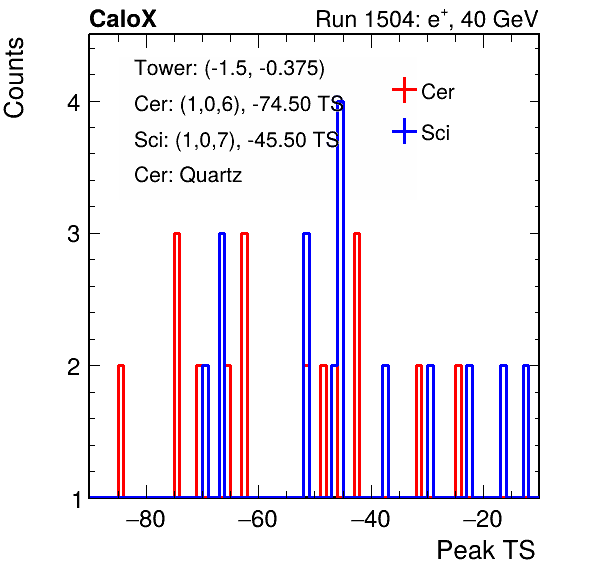 CaloX Run 1504: e⁺, 40 GeV
Counts
Tower: (-1.5, -0.375)
Cer: (1,0,6), -74.50 TS
Sci: (1,0,7), -45.50 TS
Cer: Quartz
Cer
Sci
4
3
2
1
−80 −60 −40 −20
Peak TS